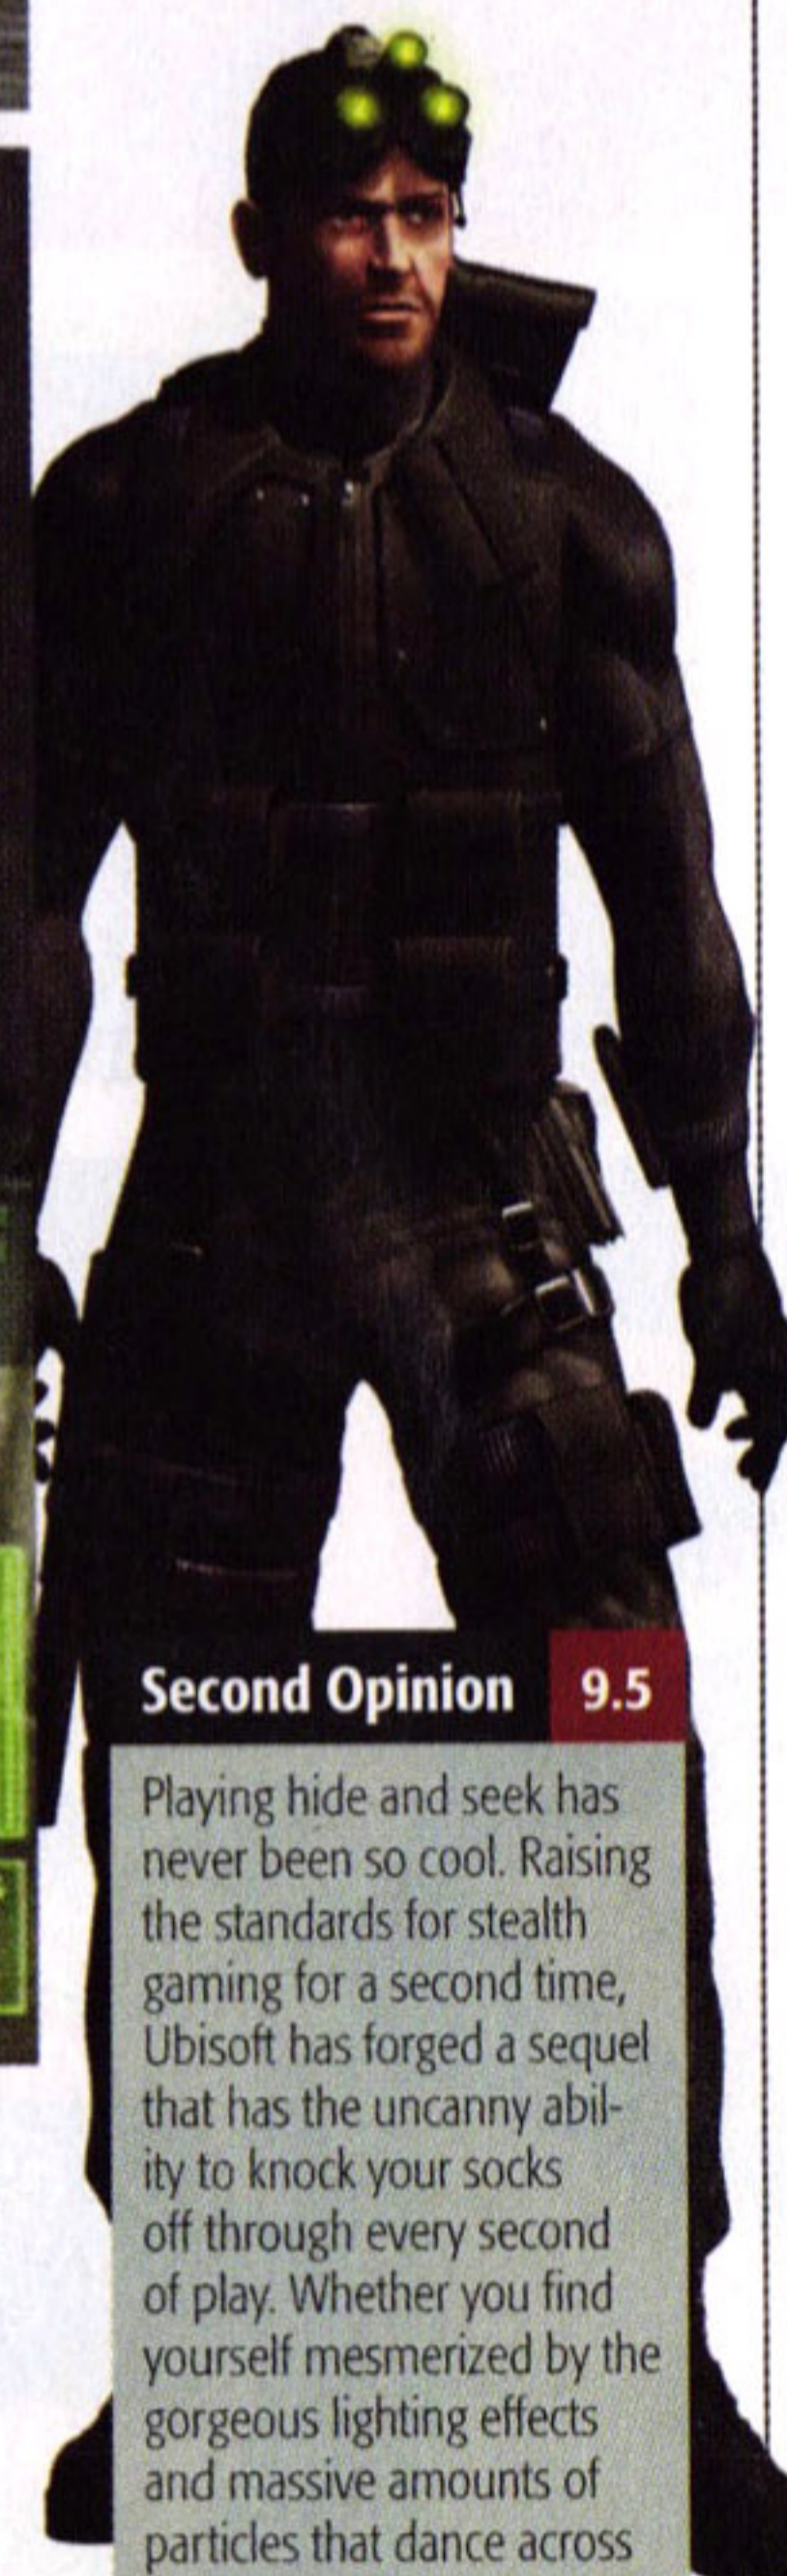 Second Opinion 9.5
Playing hide and seek has
never been so cool. Raising
the standards for stealth
gaming for a second time,
Ubisoft has forged a sequel
that has the uncanny abil-
ity to knock your socks
off through every second
of play. Whether you find
yourself mesmerized by the
gorgeous lighting effects
and massive amounts of
particles that dance across